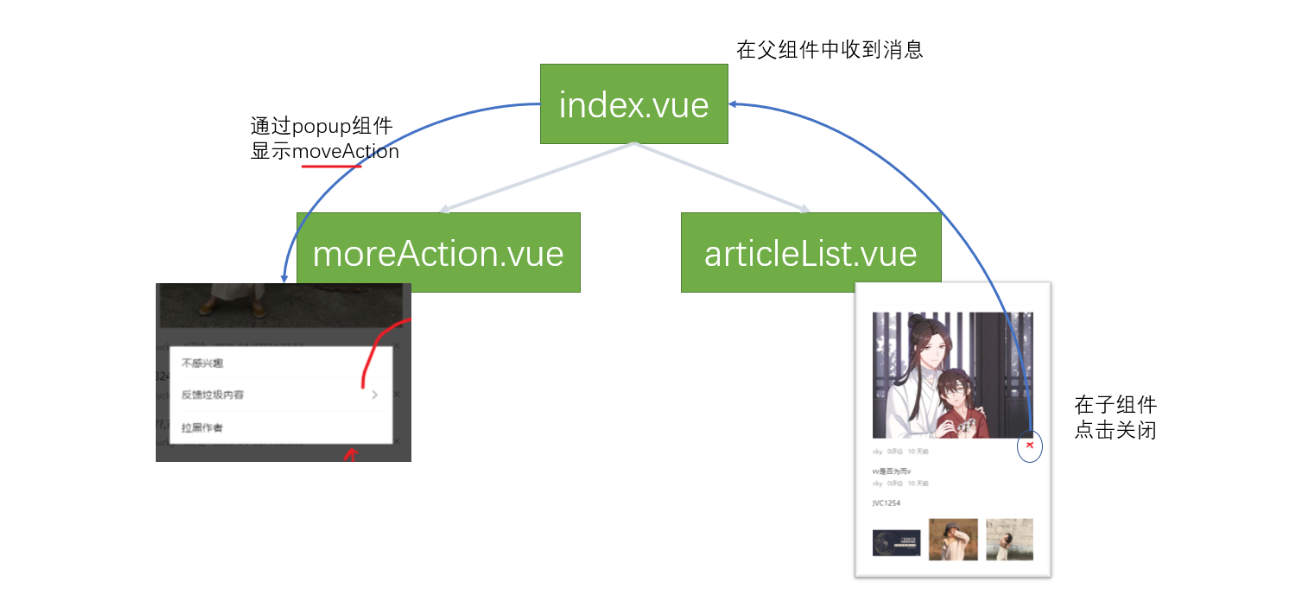 在父组件中收到消息
index.vue
通过popup组件
显示moveAction
moreAction.vue
articleList.vue
不感兴趣
反馈垃圾内容
拉黑作者
在子组件
点击关闭
cky 0评论 10 天前
vv是否为而v
cky 0评论 10 天前
JVC1254